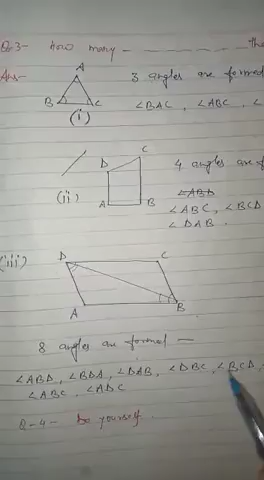 Q-3- how many - - - - - - the
Ans-
A
3 angles are formed
B
C
∠BAC, ∠ABC, ∠
(i)
C
D
4 angles are f
∠ABD
(ii)
A
B
∠ABC, ∠BCD
∠DAB.
(iii)
D
C
A
B
8 angles are formed -
∠ABD, ∠BDA, ∠DAB, ∠DBC, ∠BCD,
∠ABC, ∠ADC
Q-4- Do yourself.